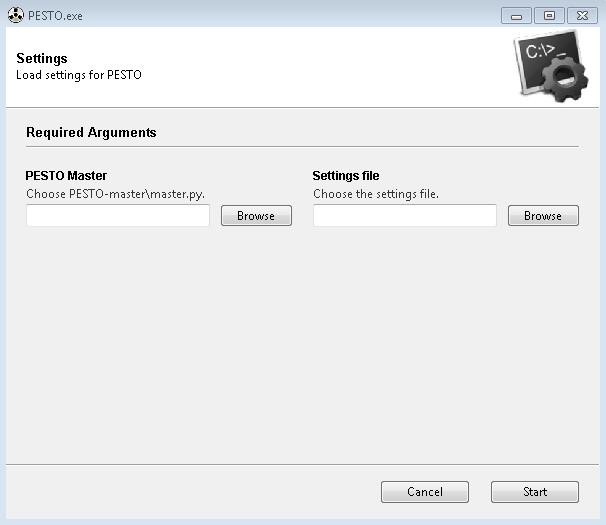 PESTO.exe
Settings
Load settings for PESTO
C:\>_
Required Arguments
PESTO Master
Choose PESTO-master\master.py.
Browse
Settings file
Choose the settings file.
Browse
Cancel
Start